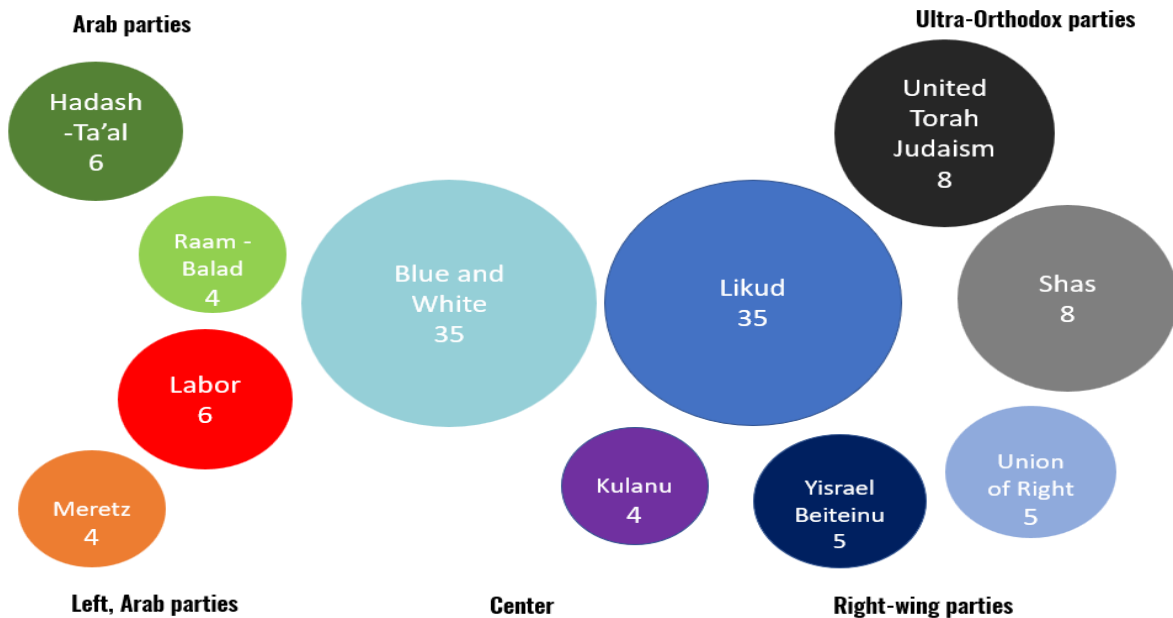 Arab parties
Ultra-Orthodox parties
Hadash
-Ta’al
6
United
Torah
Judaism
8
Raam -
Balad
4
Blue and
White
35
Likud
35
Shas
8
Labor
6
Meretz
4
Kulanu
4
Yisrael
Beiteinu
5
Union
of Right
5
Left, Arab parties
Center
Right-wing parties